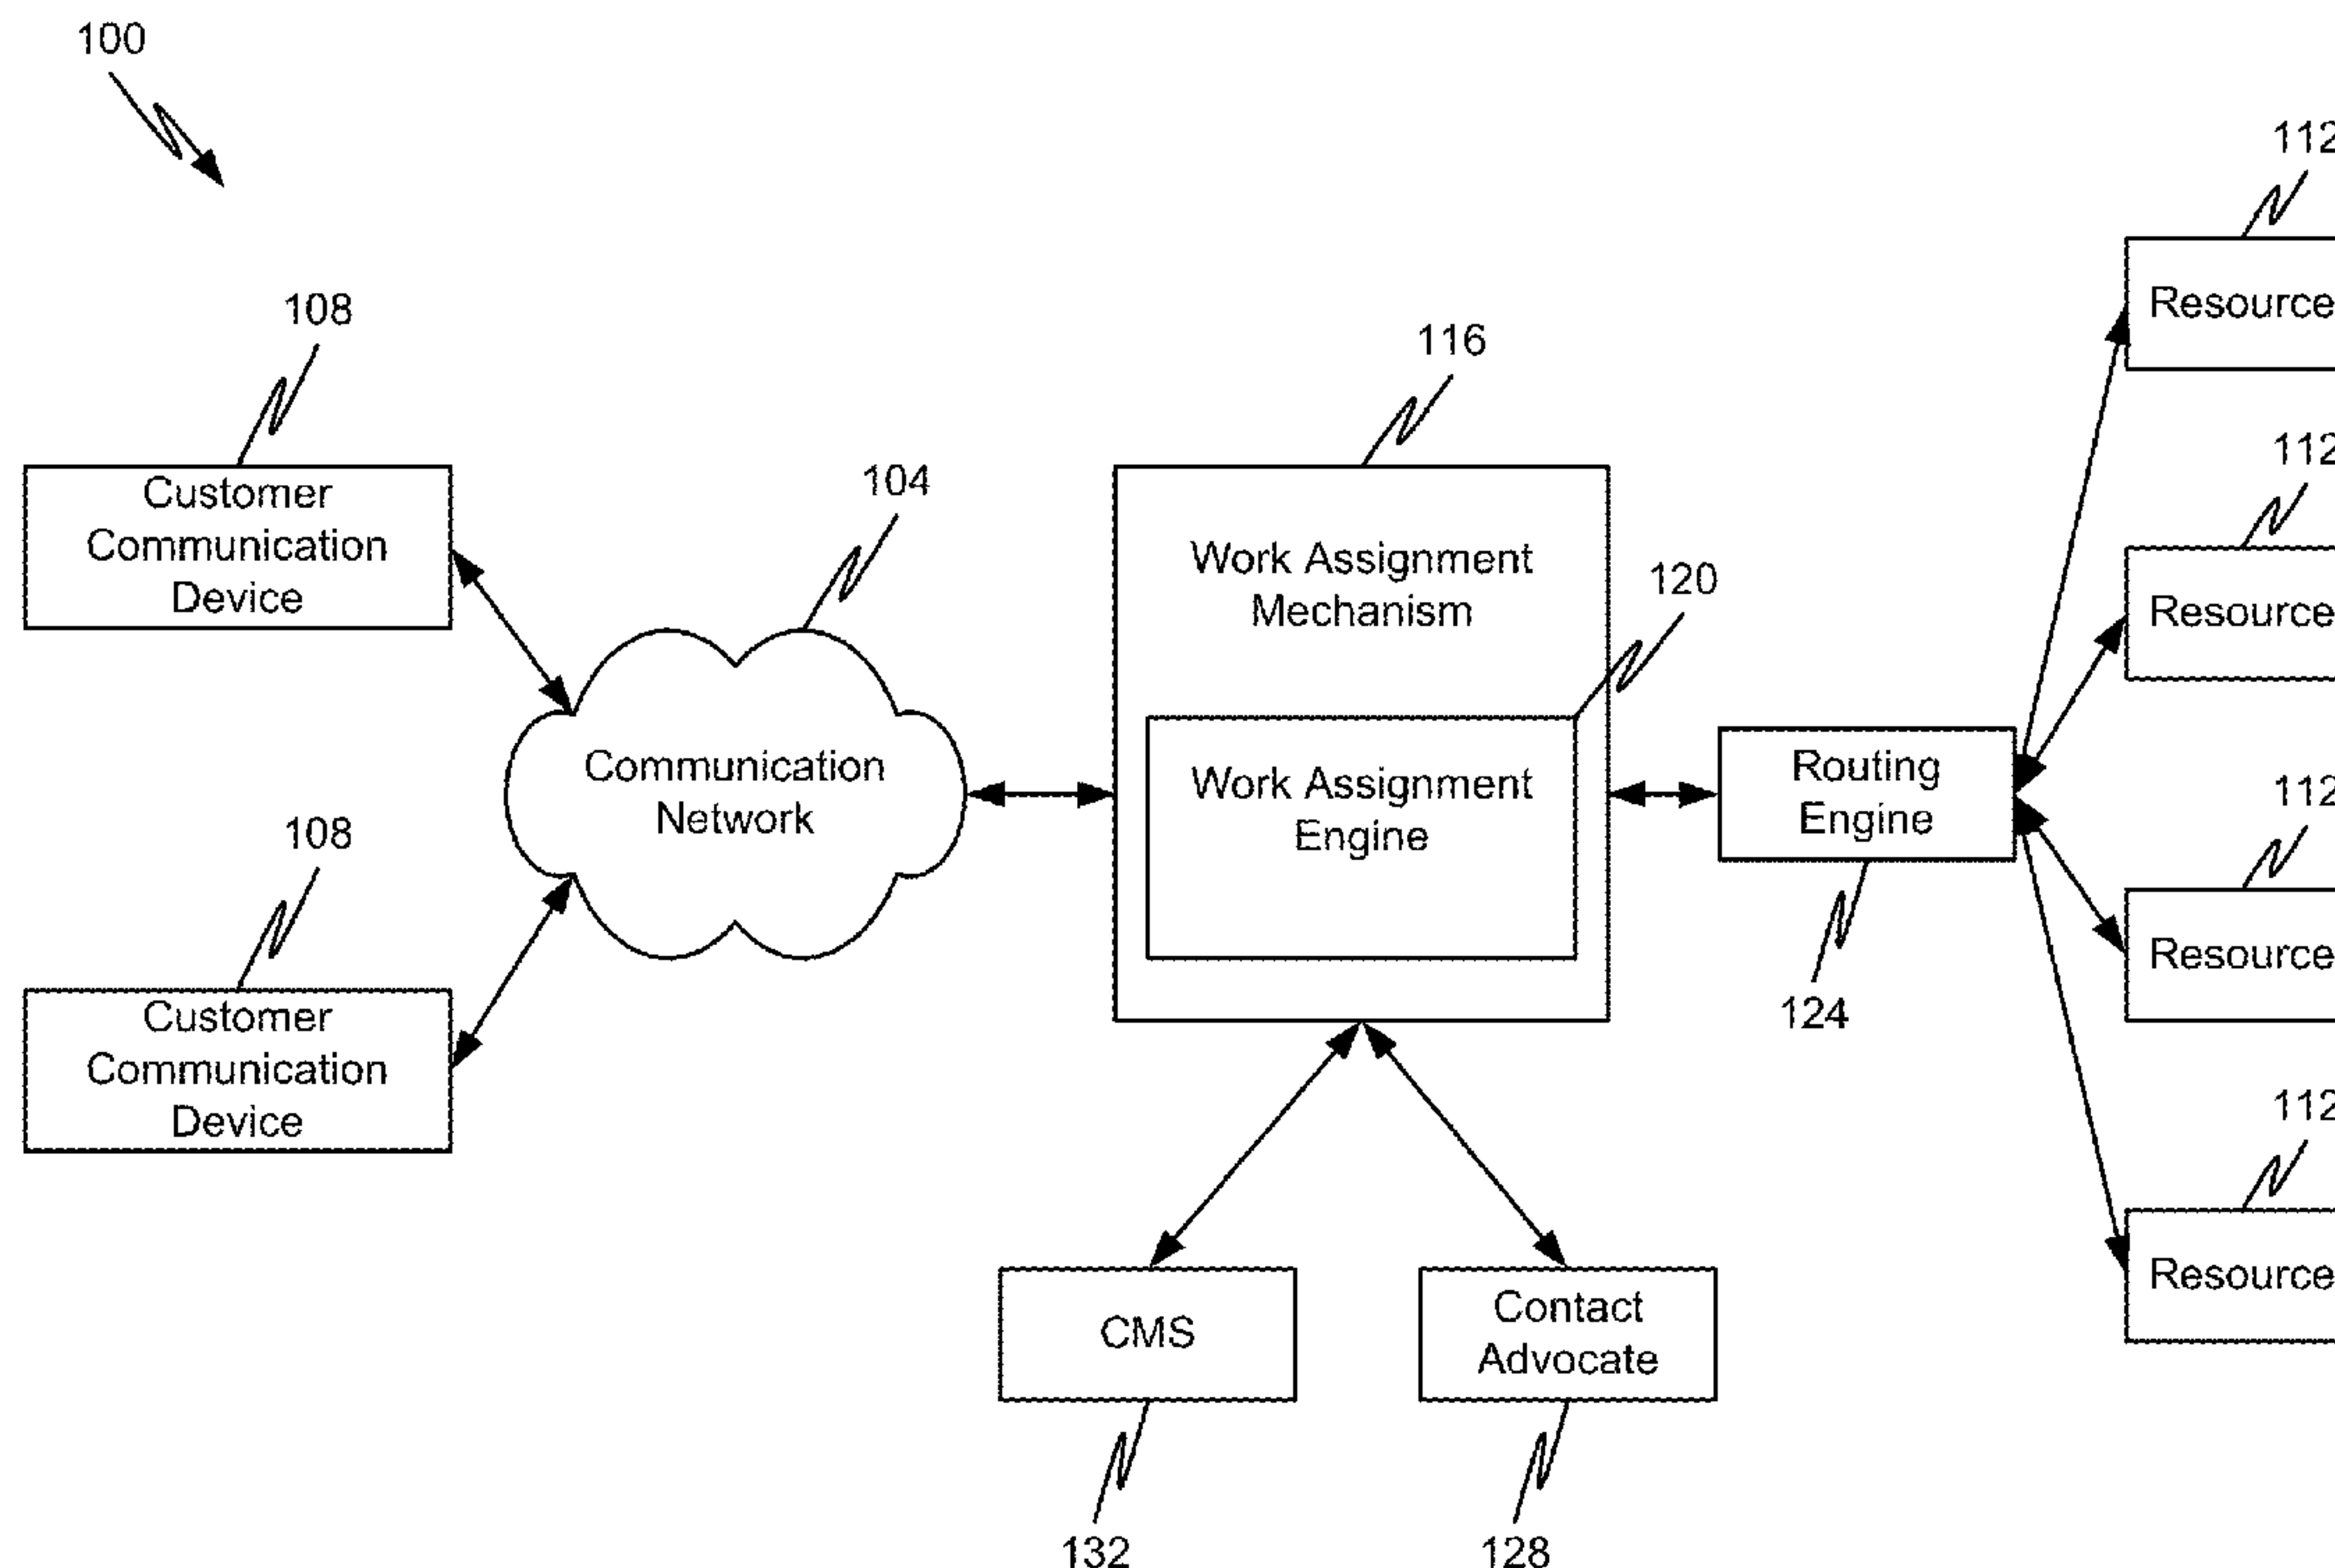 100
112
108
Resource
116
112
104
Customer
Communication
Device
Work Assignment
Mechanism
120
Resource
Communication
Network
Work Assignment
Engine
Routing
Engine
112
108
Resource
124
Customer
Communication
Device
112
Resource
CMS
Contact
Advocate
132
128